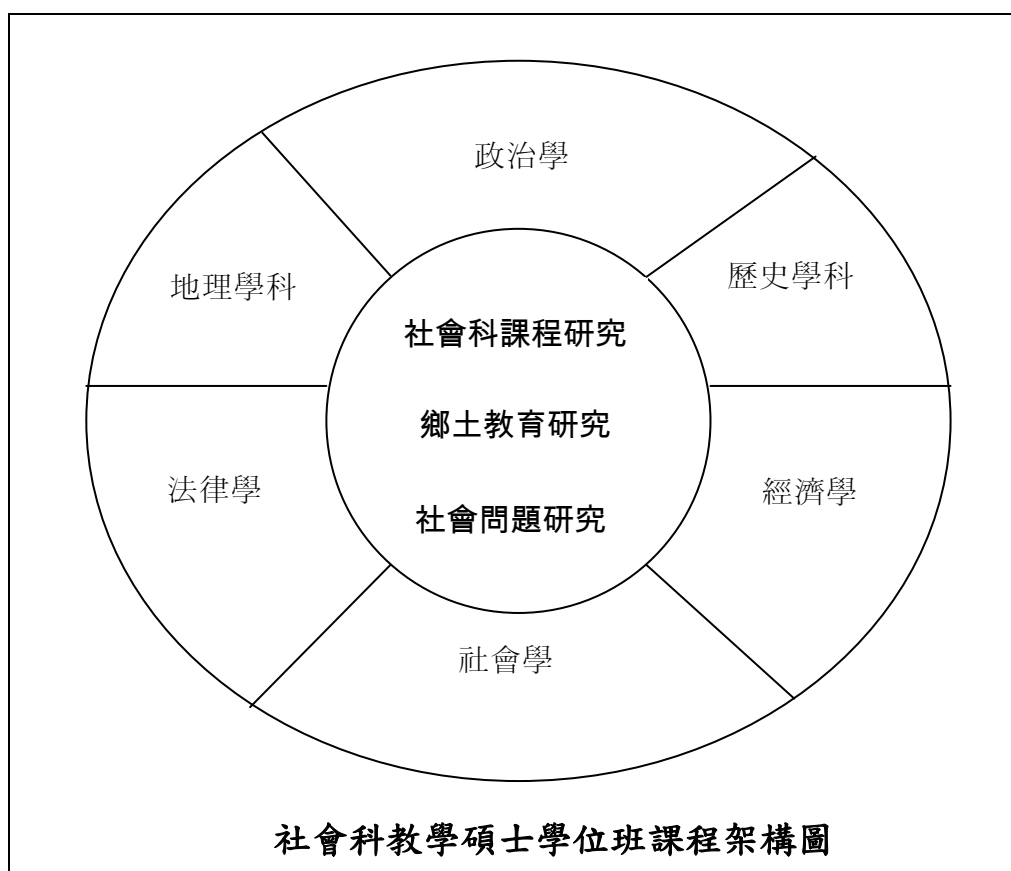 政治學
地理學科
歷史學科
社會科課程研究
鄉土教育研究
社會問題研究
法律學
經濟學
社會學
社會科教學碩士學位班課程架構圖